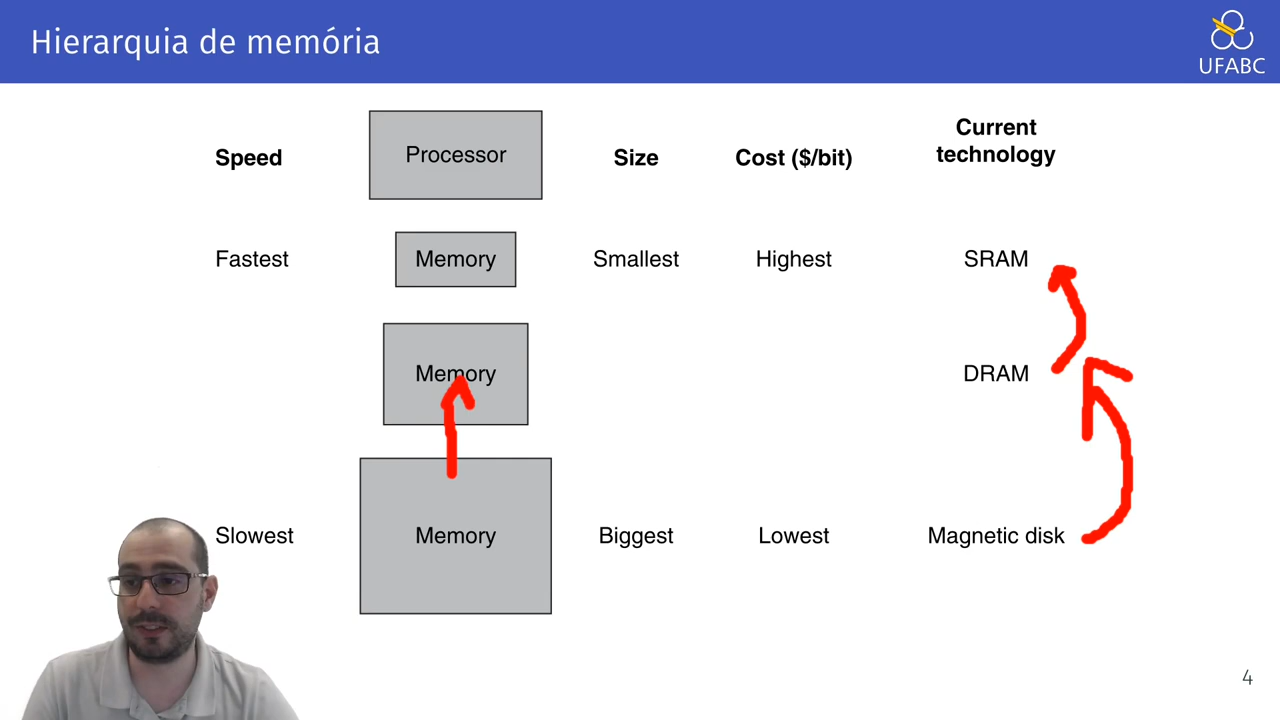 Hierarquia de memória
UFABC
Speed
Processor
Size
Cost ($/bit)
Current
technology
Fastest
Memory
Smallest
Highest
SRAM
Memory
DRAM
Slowest
Memory
Biggest
Lowest
Magnetic disk
4